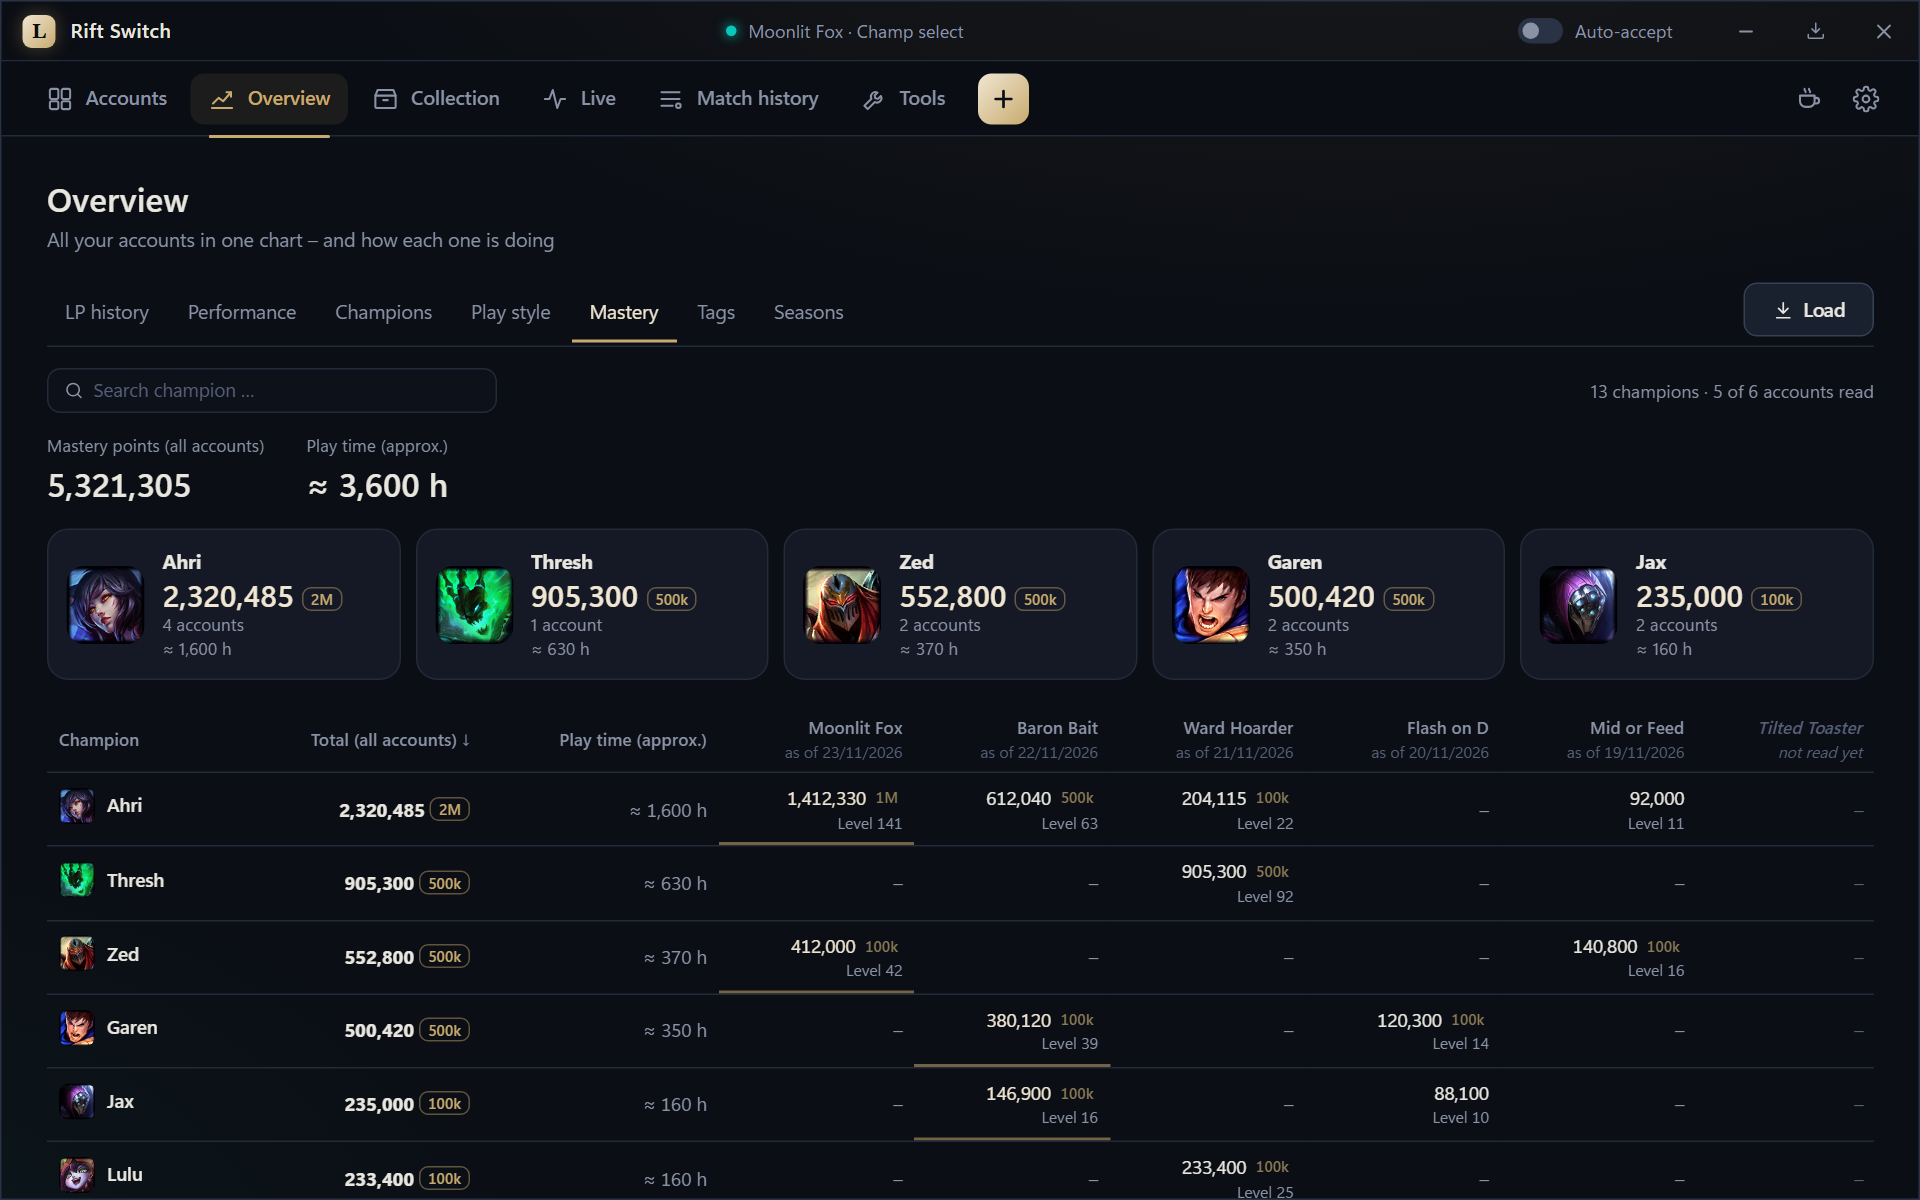 L Rift Switch
Moonlit Fox · Champ select
Auto-accept
Accounts
Overview
Collection
Live
Match history
Tools
Overview
All your accounts in one chart – and how each one is doing
LP history
Performance
Champions
Play style
Mastery
Tags
Seasons
Load
Search champion ...
13 champions · 5 of 6 accounts read
Mastery points (all accounts)
5,321,305
Play time (approx.)
≈ 3,600 h
Ahri
2,320,485 2M
4 accounts
≈ 1,600 h
Thresh
905,300 500k
1 account
≈ 630 h
Zed
552,800 500k
2 accounts
≈ 370 h
Garen
500,420 500k
2 accounts
≈ 350 h
Jax
235,000 100k
2 accounts
≈ 160 h
Champion
Total (all accounts) ↓
Play time (approx.)
Moonlit Fox
as of 23/11/2026
Baron Bait
as of 22/11/2026
Ward Hoarder
as of 21/11/2026
Flash on D
as of 20/11/2026
Mid or Feed
as of 19/11/2026
Tilted Toaster
not read yet
Ahri
2,320,485 2M
≈ 1,600 h
1,412,330 1M
Level 141
612,040 500k
Level 63
204,115 100k
Level 22
–
92,000
Level 11
–
Thresh
905,300 500k
≈ 630 h
–
–
905,300 500k
Level 92
–
–
–
Zed
552,800 500k
≈ 370 h
412,000 100k
Level 42
–
–
–
140,800 100k
Level 16
–
Garen
500,420 500k
≈ 350 h
–
380,120 100k
Level 39
–
120,300 100k
Level 14
–
–
Jax
235,000 100k
≈ 160 h
–
146,900 100k
Level 16
–
88,100
Level 10
–
–
Lulu
233,400 100k
≈ 160 h
–
–
233,400 100k
Level 25
–
–
–